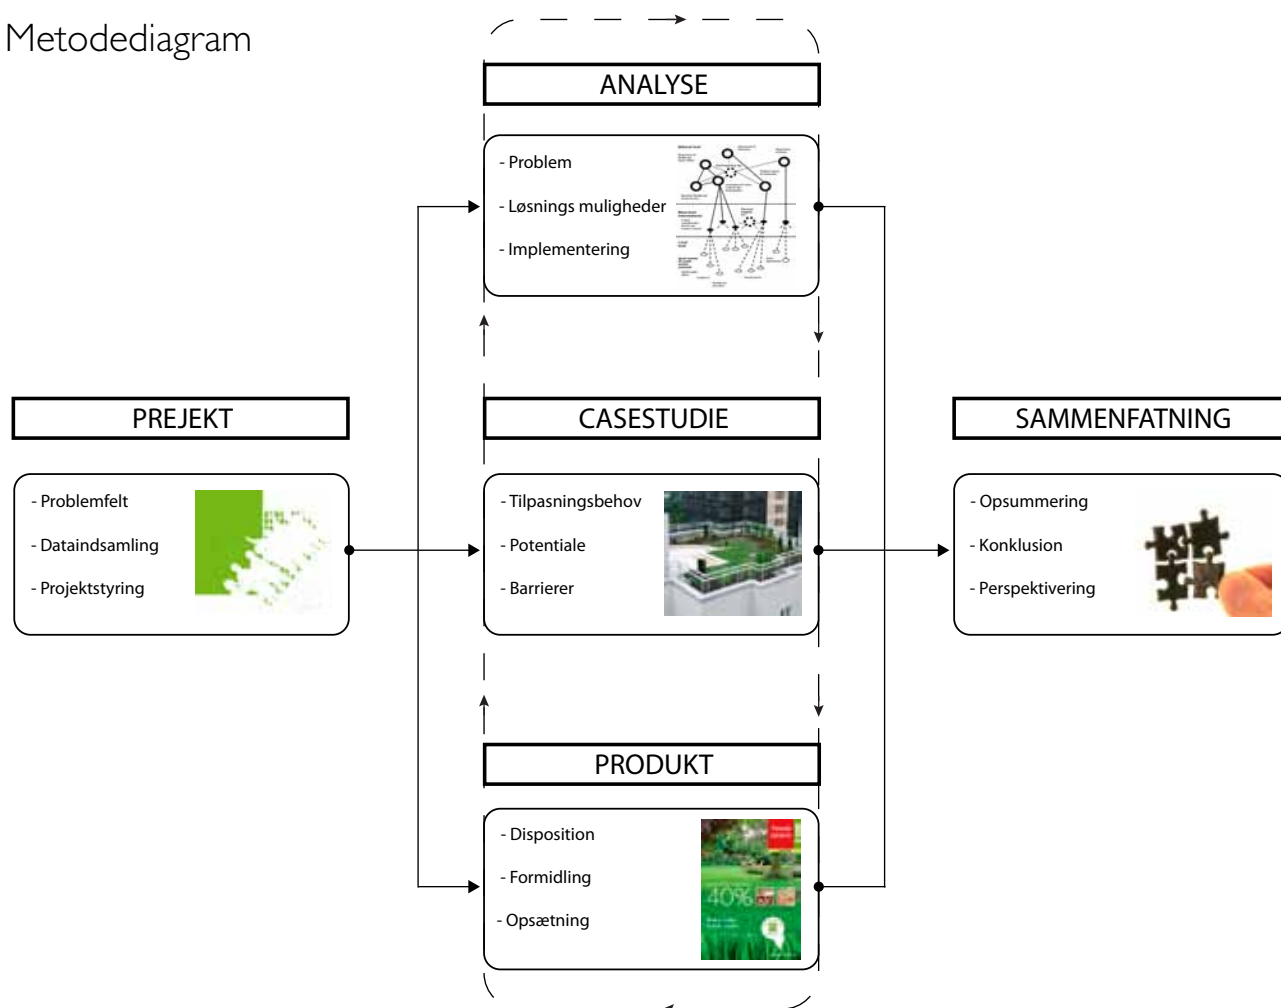 Metodediagram
ANALYSE
- Problem
- Løsnings muligheder
- Implementering
PREJEKT
- Problemfelt
- Dataindsamling
- Projektstyring
CASESTUDIE
- Tilpasningsbehov
- Potentiale
- Barrierer
SAMMENFATNING
- Opsummering
- Konklusion
- Perspektivering
PRODUKT
- Disposition
- Formidling
- Opsætning
40%